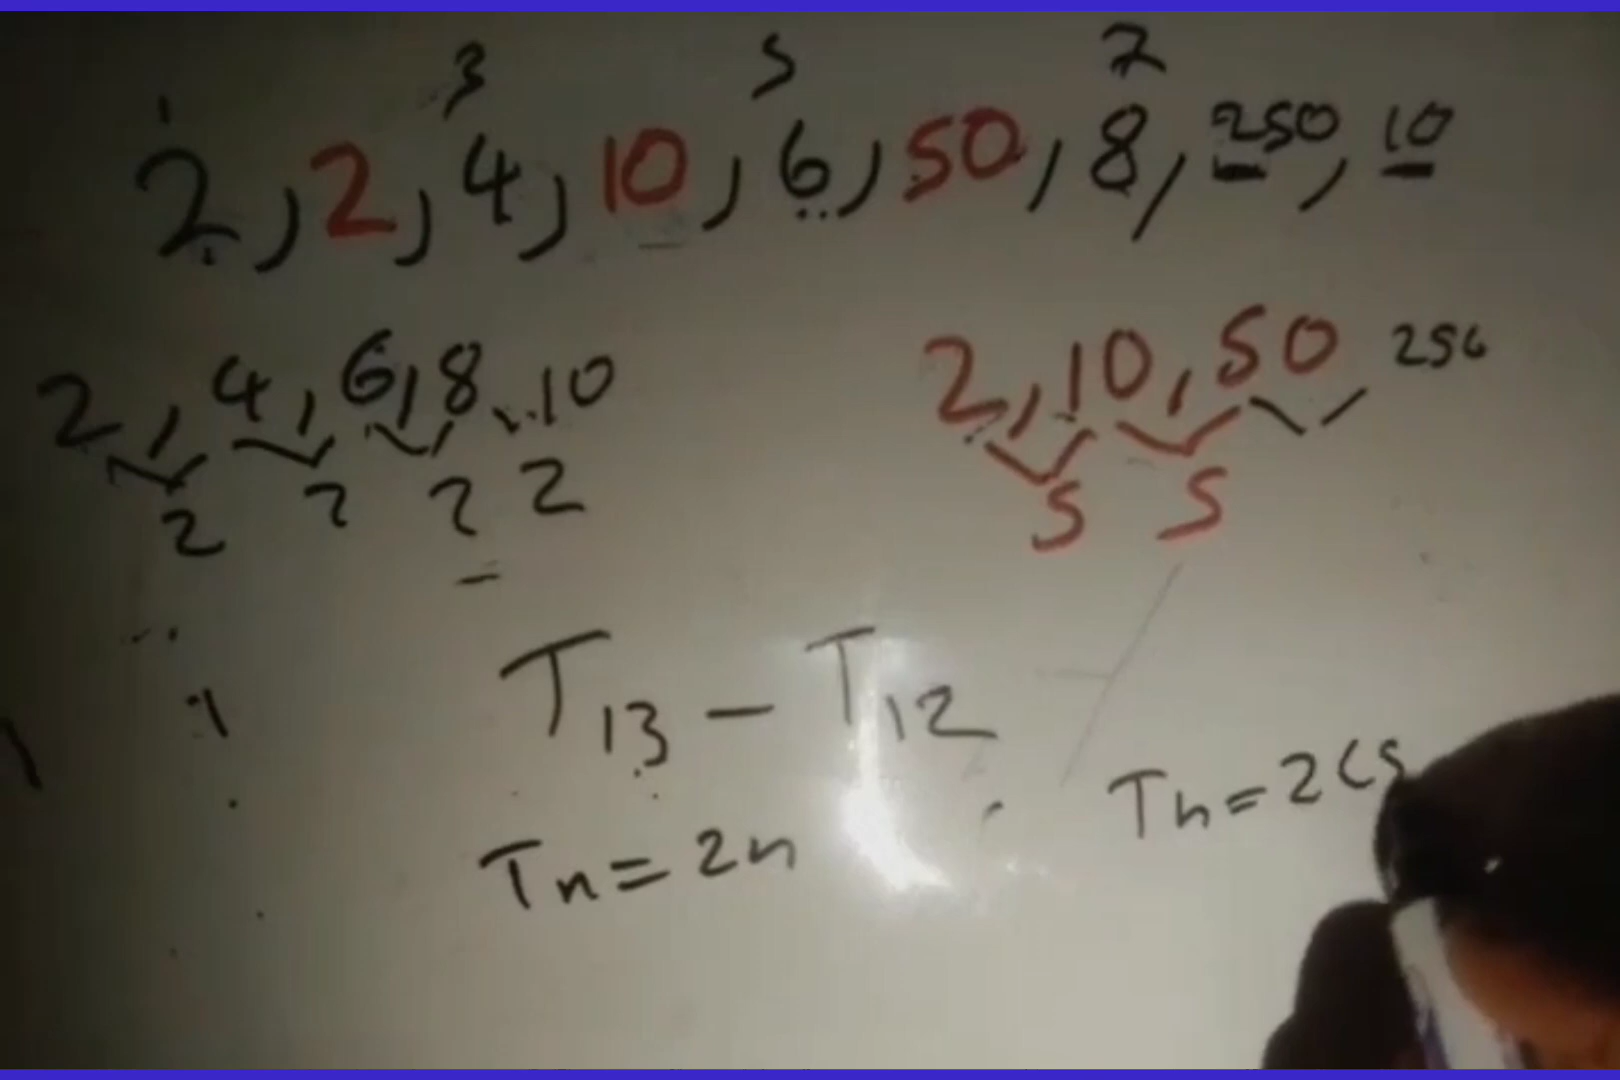 1 3 5 7
2, 2, 4, 10, 6, 50, 8, 250, 10
2, 4, 6, 8, 10
2 2 2 2
2, 10, 50 250
5 5
T13 - T12
Tn = 2n
Tn = 2(5